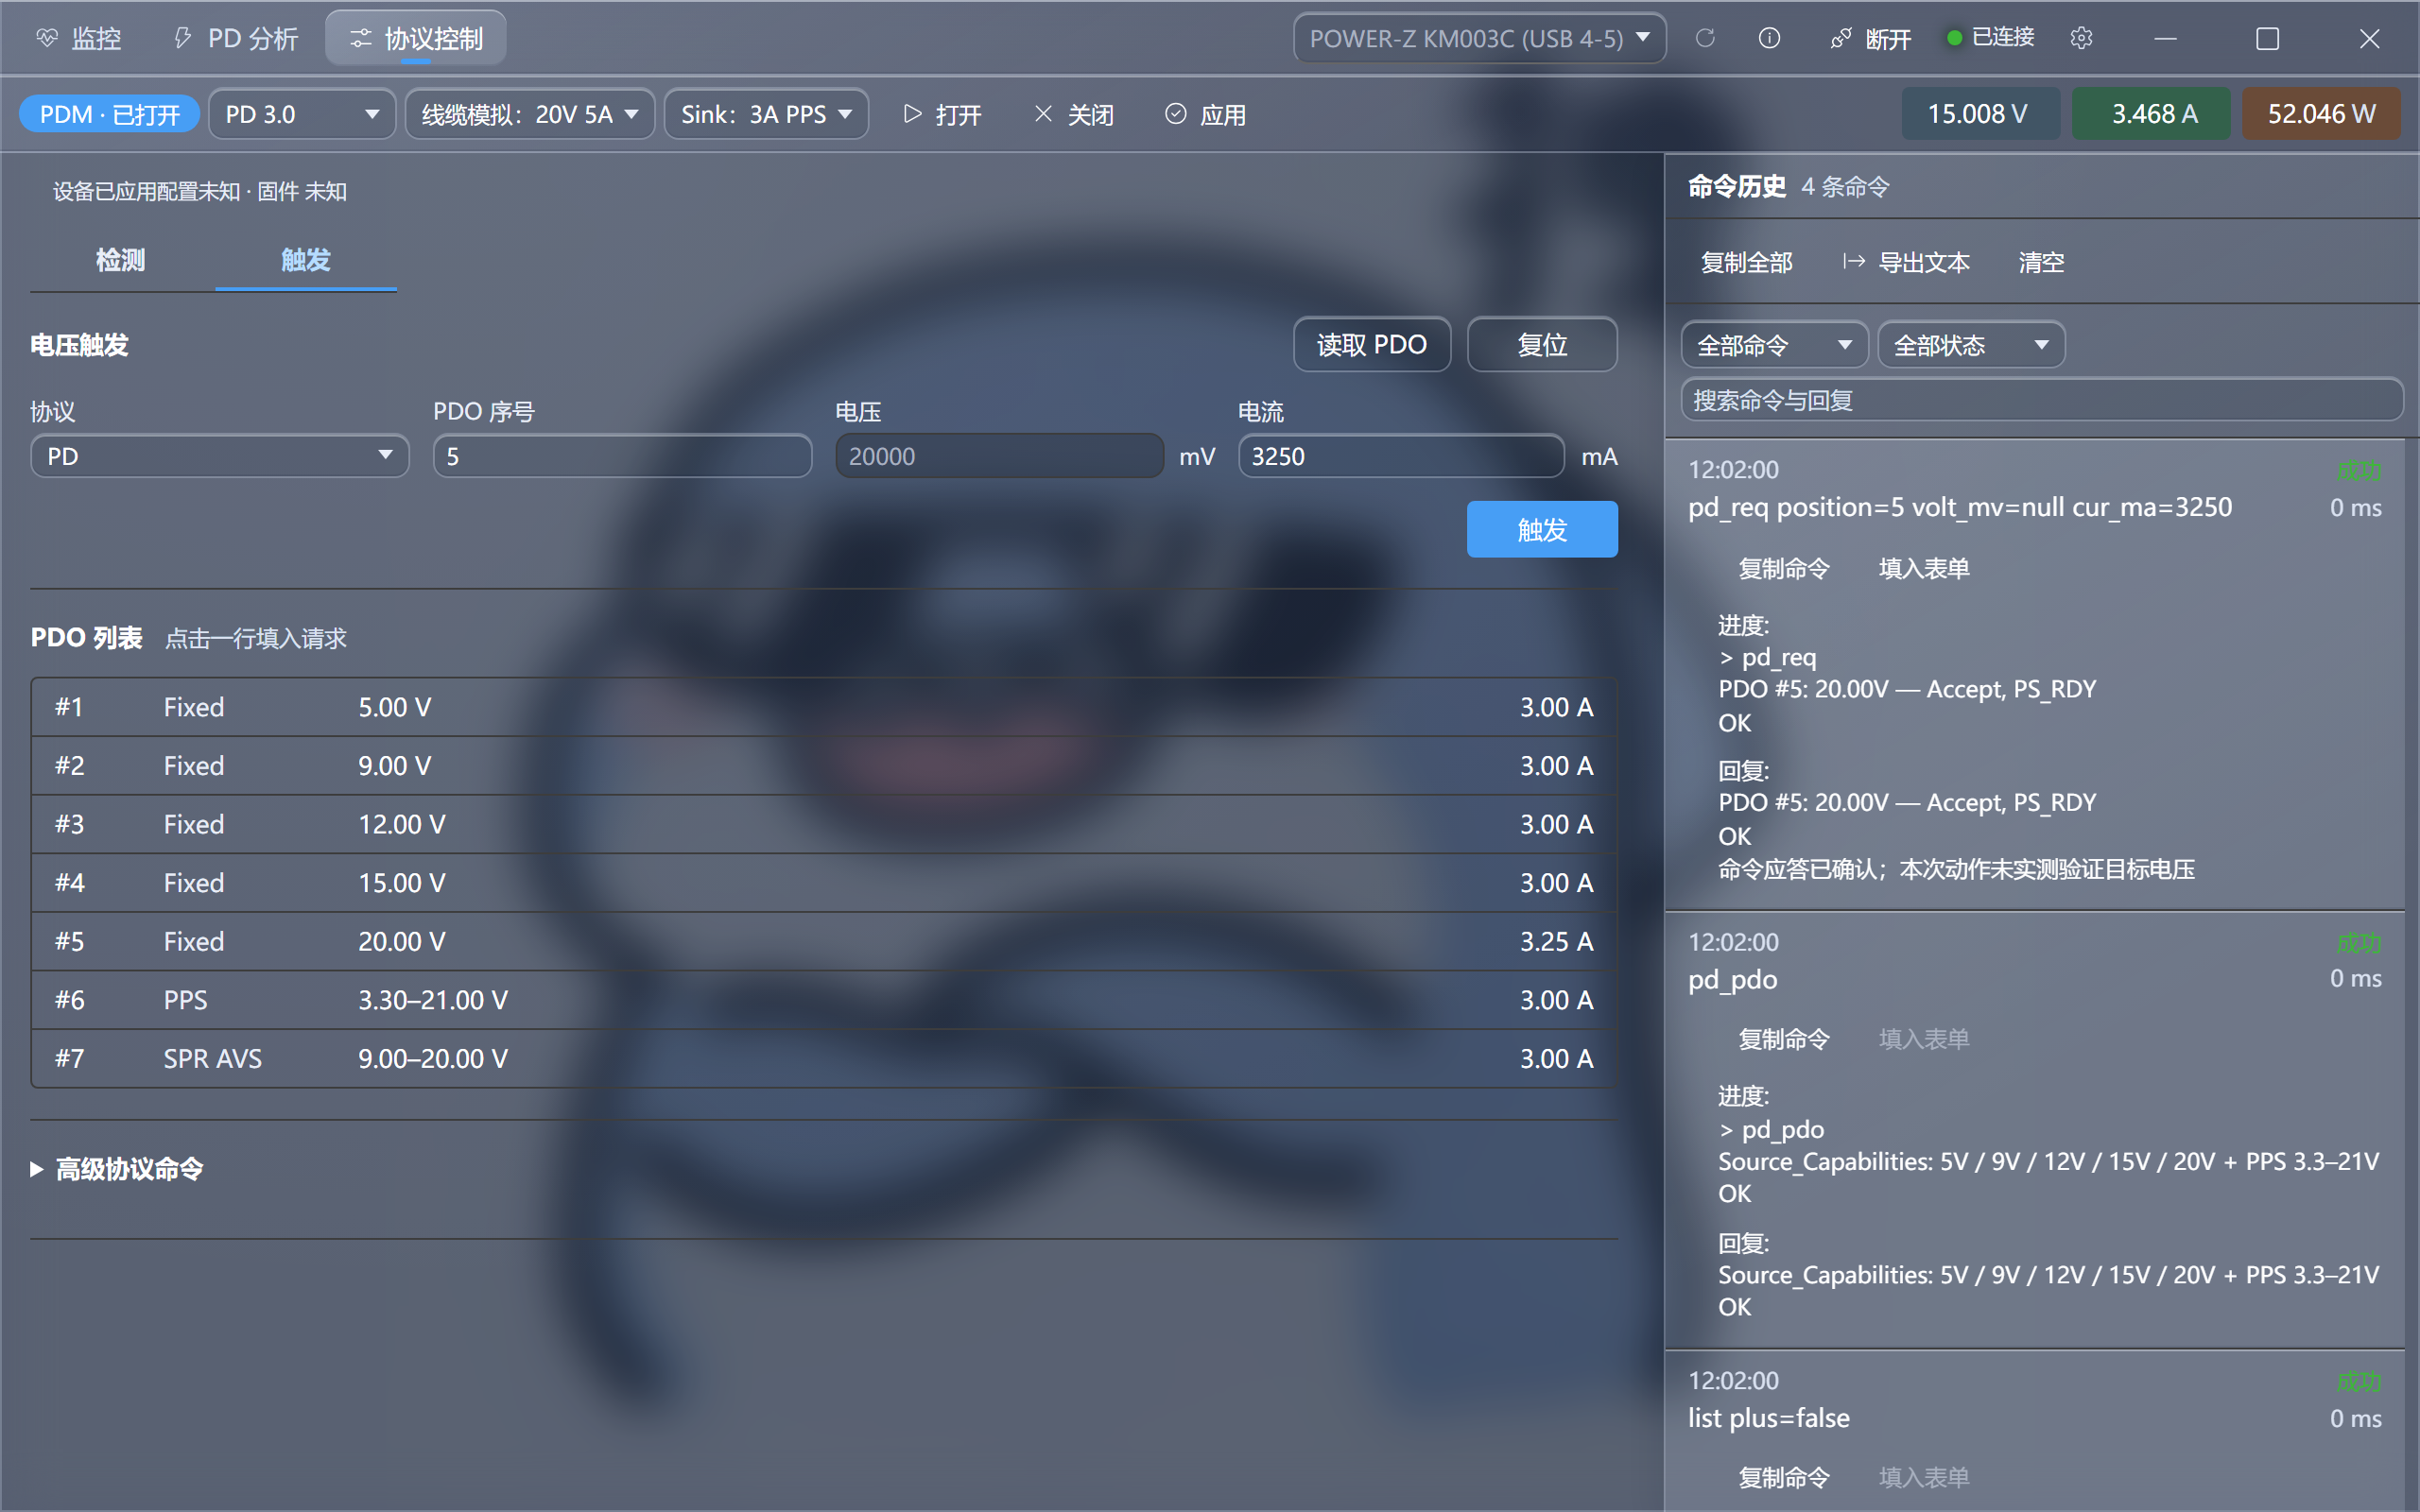 监控 PD 分析 协议控制 POWER-Z KM003C (USB 4-5) 断开 已连接
PDM · 已打开 PD 3.0 线缆模拟：20V 5A Sink：3A PPS 打开 关闭 应用 15.008 V 3.468 A 52.046 W
设备已应用配置未知 · 固件 未知
检测 触发
电压触发 读取 PDO 复位
协议 PDO 序号 电压 电流
PD 5 20000 mV 3250 mA
触发
PDO 列表 点击一行填入请求
#1 Fixed 5.00 V 3.00 A
#2 Fixed 9.00 V 3.00 A
#3 Fixed 12.00 V 3.00 A
#4 Fixed 15.00 V 3.00 A
#5 Fixed 20.00 V 3.25 A
#6 PPS 3.30–21.00 V 3.00 A
#7 SPR AVS 9.00–20.00 V 3.00 A
高级协议命令
命令历史 4 条命令
复制全部 导出文本 清空
全部命令 全部状态
搜索命令与回复
12:02:00 成功
pd_req position=5 volt_mv=null cur_ma=3250 0 ms
复制命令 填入表单
进度:
> pd_req
PDO #5: 20.00V — Accept, PS_RDY
OK
回复:
PDO #5: 20.00V — Accept, PS_RDY
OK
命令应答已确认；本次动作未实测验证目标电压
12:02:00 成功
pd_pdo 0 ms
复制命令 填入表单
进度:
> pd_pdo
Source_Capabilities: 5V / 9V / 12V / 15V / 20V + PPS 3.3–21V
OK
回复:
Source_Capabilities: 5V / 9V / 12V / 15V / 20V + PPS 3.3–21V
OK
12:02:00 成功
list plus=false 0 ms
复制命令 填入表单